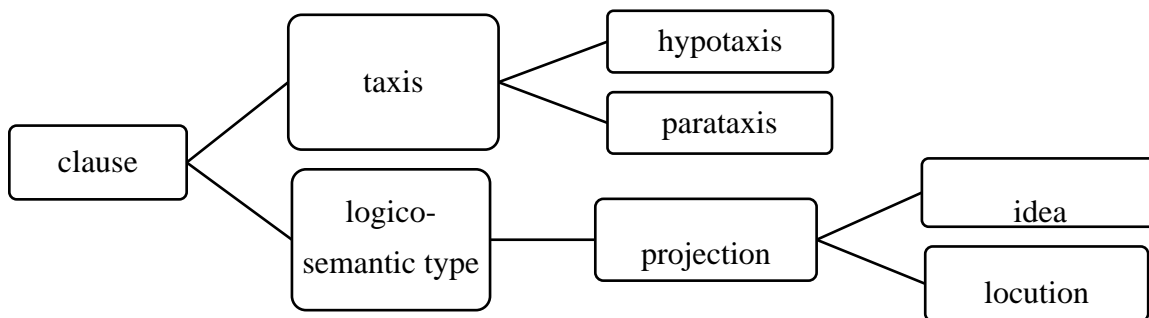 hypotaxis
taxis
parataxis
clause
logico-
semantic type
projection
idea
locution